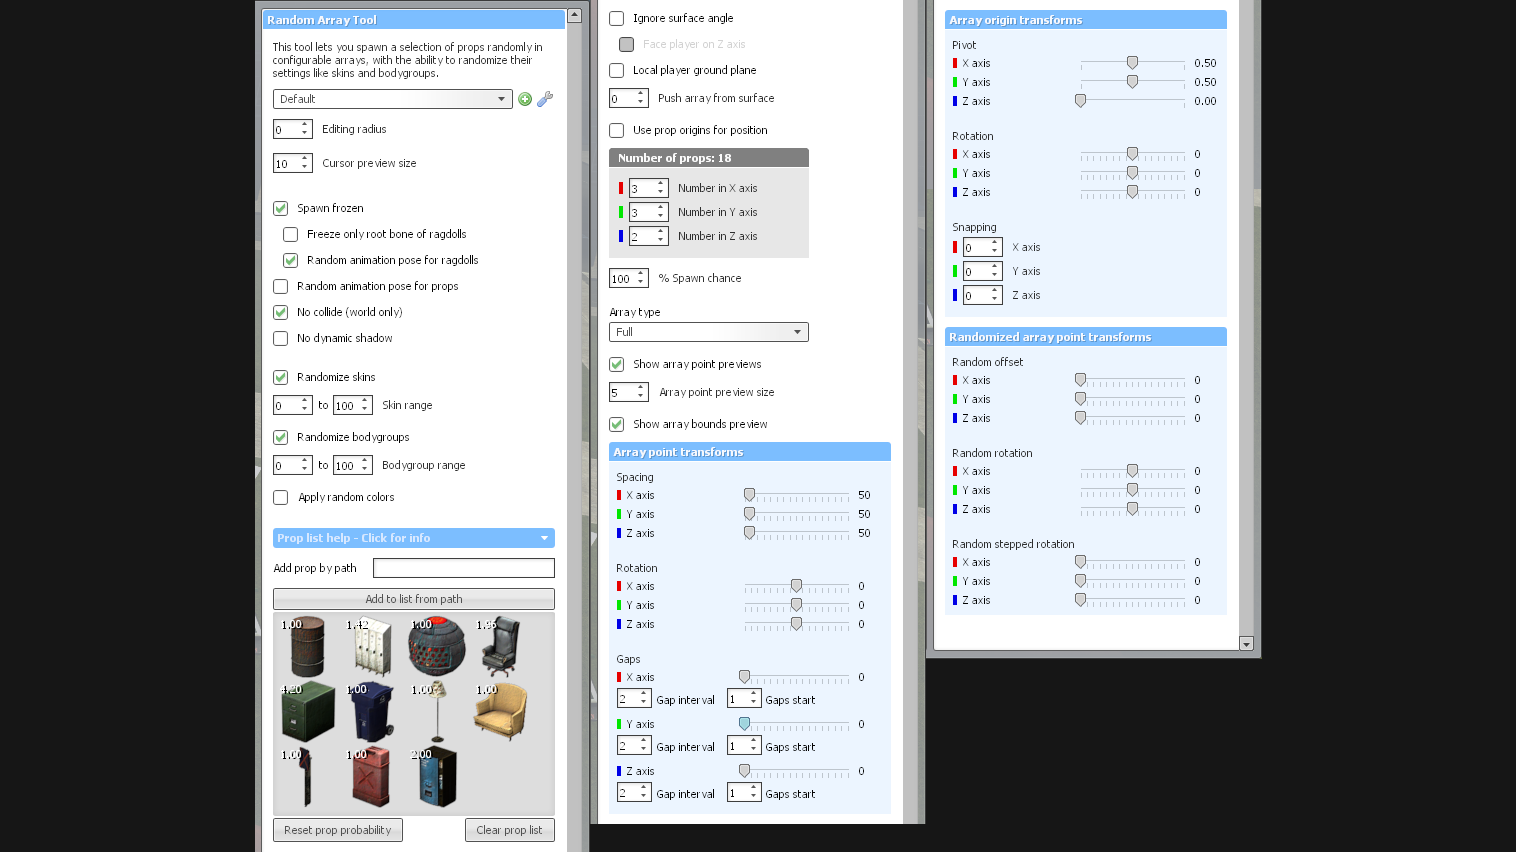 Random Array Tool
This tool lets you spawn a selection of props randomly in
configurable arrays, with the ability to randomize their
settings like skins and bodygroups.
Default
0 Editing radius
10 Cursor preview size
Spawn frozen
Freeze only root bone of ragdolls
Random animation pose for ragdolls
Random animation pose for props
No collide (world only)
No dynamic shadow
Randomize skins
0 to 100 Skin range
Randomize bodygroups
0 to 100 Bodygroup range
Apply random colors
Prop list help - Click for info
Add prop by path
Add to list from path
1.00 1.42 1.00 1.96
4.20 1.00 1.00 1.00
1.00 1.00 2.00
Reset prop probability Clear prop list
Ignore surface angle
Face player on Z axis
Local player ground plane
0 Push array from surface
Use prop origins for position
Number of props: 18
3 Number in X axis
3 Number in Y axis
2 Number in Z axis
100 % Spawn chance
Array type
Full
Show array point previews
5 Array point preview size
Show array bounds preview
Array point transforms
Spacing
X axis 50
Y axis 50
Z axis 50
Rotation
X axis 0
Y axis 0
Z axis 0
Gaps
X axis 0
2 Gap interval 1 Gaps start
Y axis 0
2 Gap interval 1 Gaps start
Z axis 0
2 Gap interval 1 Gaps start
Array origin transforms
Pivot
X axis 0.50
Y axis 0.50
Z axis 0.00
Rotation
X axis 0
Y axis 0
Z axis 0
Snapping
0 X axis
0 Y axis
0 Z axis
Randomized array point transforms
Random offset
X axis 0
Y axis 0
Z axis 0
Random rotation
X axis 0
Y axis 0
Z axis 0
Random stepped rotation
X axis 0
Y axis 0
Z axis 0